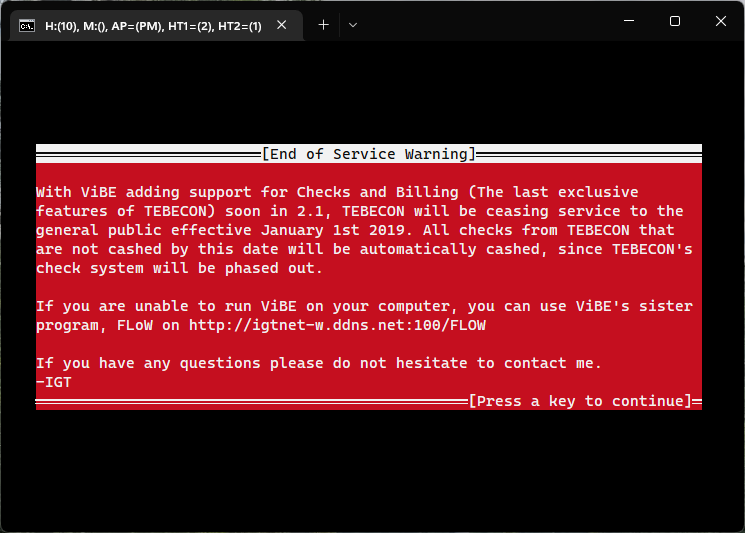 H:(10), M:(), AP=(PM), HT1=(2), HT2=(1)
[End of Service Warning]
With ViBE adding support for Checks and Billing (The last exclusive
features of TEBECON) soon in 2.1, TEBECON will be ceasing service to the
general public effective January 1st 2019. All checks from TEBECON that
are not cashed by this date will be automatically cashed, since TEBECON's
check system will be phased out.
If you are unable to run ViBE on your computer, you can use ViBE's sister
program, FLoW on http://igtnet-w.ddns.net:100/FLOW
If you have any questions please do not hesitate to contact me.
-IGT
[Press a key to continue]